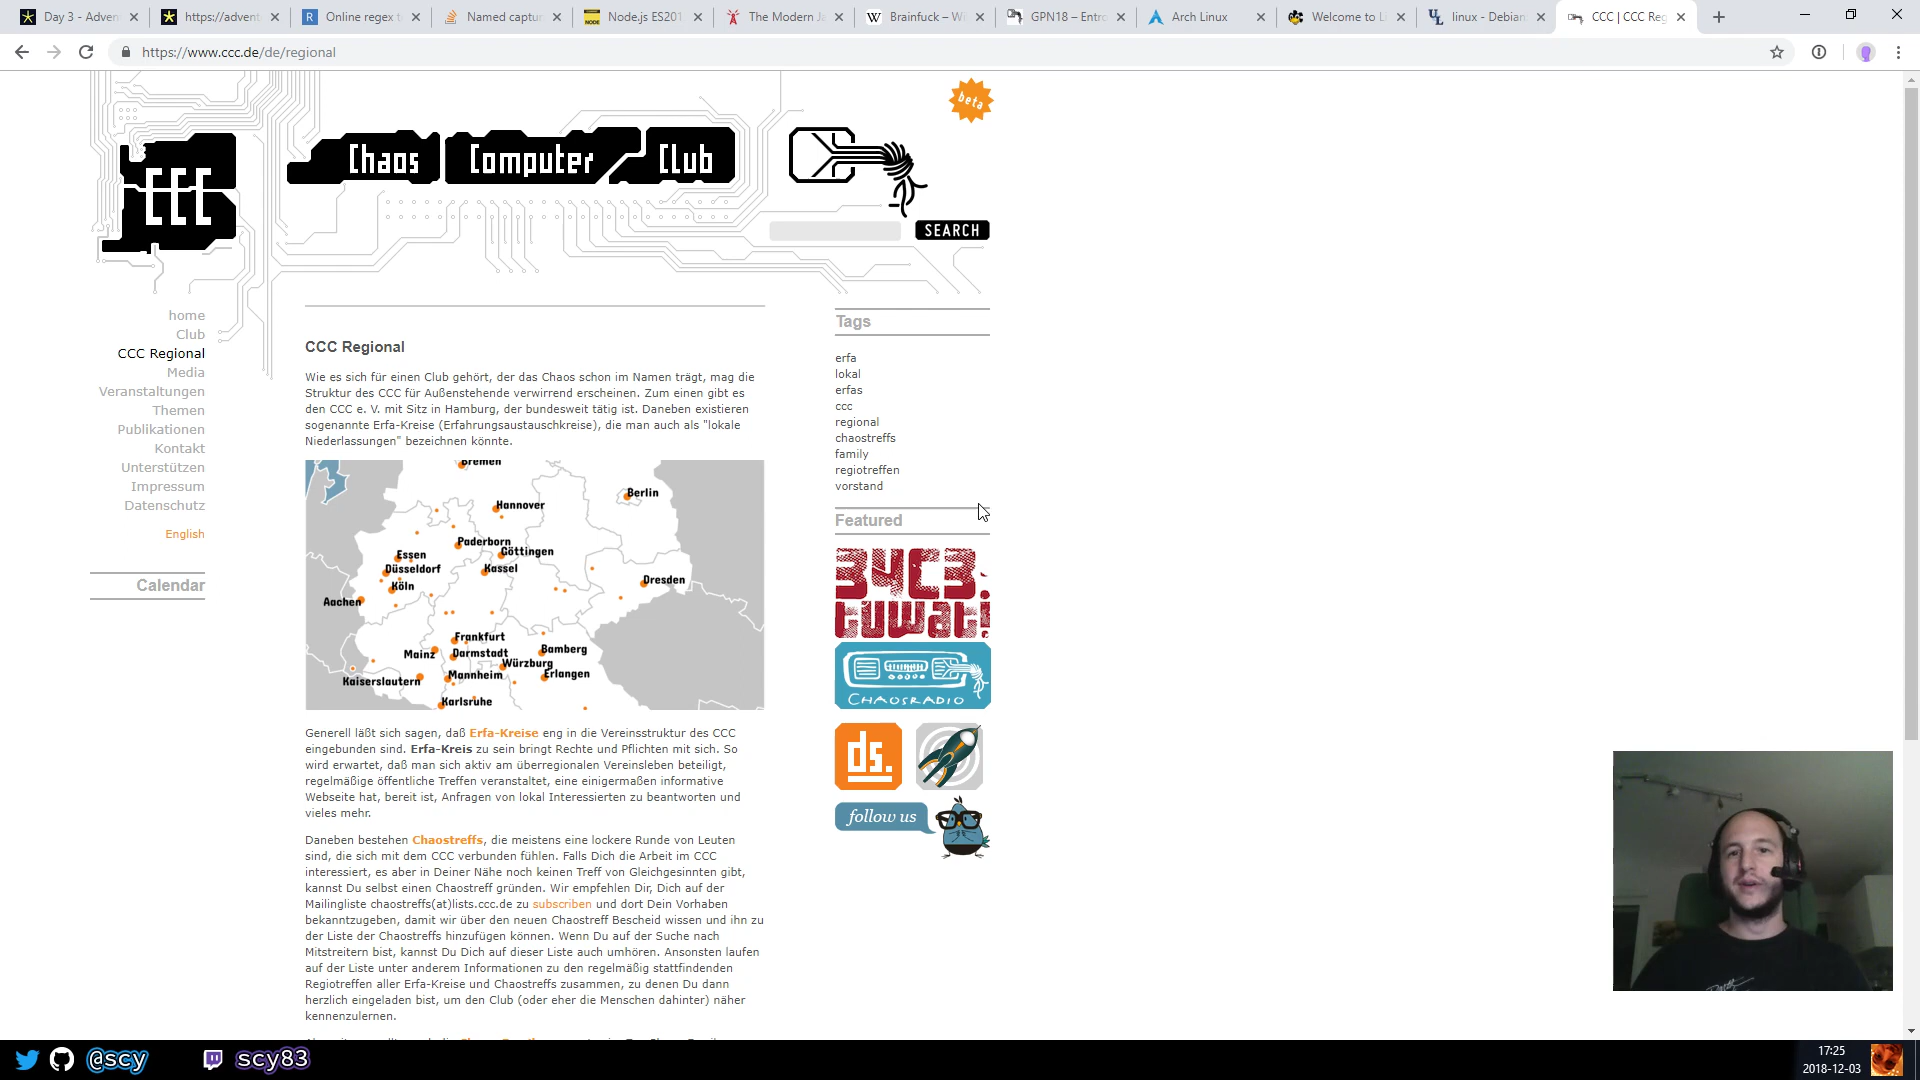 Day 3 - Adven
https://advent
Online regex t
Named captur
Node.js ES201
The Modern Ja
Brainfuck – Wi
GPN18 – Entro
Arch Linux
Welcome to Li
linux - Debian
CCC | CCC Reg
https://www.ccc.de/de/regional
beta
CCC
Chaos Computer Club
SEARCH
home
Club
CCC Regional
Media
Veranstaltungen
Themen
Publikationen
Kontakt
Unterstützen
Impressum
Datenschutz
English
Calendar
CCC Regional
Wie es sich für einen Club gehört, der das Chaos schon im Namen trägt, mag die
Struktur des CCC für Außenstehende verwirrend erscheinen. Zum einen gibt es
den CCC e. V. mit Sitz in Hamburg, der bundesweit tätig ist. Daneben existieren
sogenannte Erfa-Kreise (Erfahrungsaustauschkreise), die man auch als "lokale
Niederlassungen" bezeichnen könnte.
Bremen
Berlin
Hannover
Paderborn
Göttingen
Essen
Düsseldorf
Kassel
Köln
Dresden
Aachen
Frankfurt
Mainz
Darmstadt
Bamberg
Würzburg
Kaiserslautern
Mannheim
Erlangen
Karlsruhe
Generell läßt sich sagen, daß Erfa-Kreise eng in die Vereinsstruktur des CCC
eingebunden sind. Erfa-Kreis zu sein bringt Rechte und Pflichten mit sich. So
wird erwartet, daß man sich aktiv am überregionalen Vereinsleben beteiligt,
regelmäßige öffentliche Treffen veranstaltet, eine einigermaßen informative
Webseite hat, bereit ist, Anfragen von lokal Interessierten zu beantworten und
vieles mehr.
Daneben bestehen Chaostreffs, die meistens eine lockere Runde von Leuten
sind, die sich mit dem CCC verbunden fühlen. Falls Dich die Arbeit im CCC
interessiert, es aber in Deiner Nähe noch keinen Treff von Gleichgesinnten gibt,
kannst Du selbst einen Chaostreff gründen. Wir empfehlen Dir, Dich auf der
Mailingliste chaostreffs(at)lists.ccc.de zu subscriben und dort Dein Vorhaben
bekanntzugeben, damit wir über den neuen Chaostreff Bescheid wissen und ihn zu
der Liste der Chaostreffs hinzufügen können. Wenn Du auf der Suche nach
Mitstreitern bist, kannst Du Dich auf dieser Liste auch umhören. Ansonsten laufen
auf der Liste unter anderem Informationen zu den regelmäßig stattfindenden
Regiotreffen aller Erfa-Kreise und Chaostreffs zusammen, zu denen Du dann
herzlich eingeladen bist, um den Club (oder eher die Menschen dahinter) näher
kennenzulernen.
Tags
erfa
lokal
erfas
ccc
regional
chaostreffs
family
regiotreffen
vorstand
Featured
34C3
tuwat!
CHAOSRADIO
ds.
follow us
@scy
scy83
17:25
2018-12-03